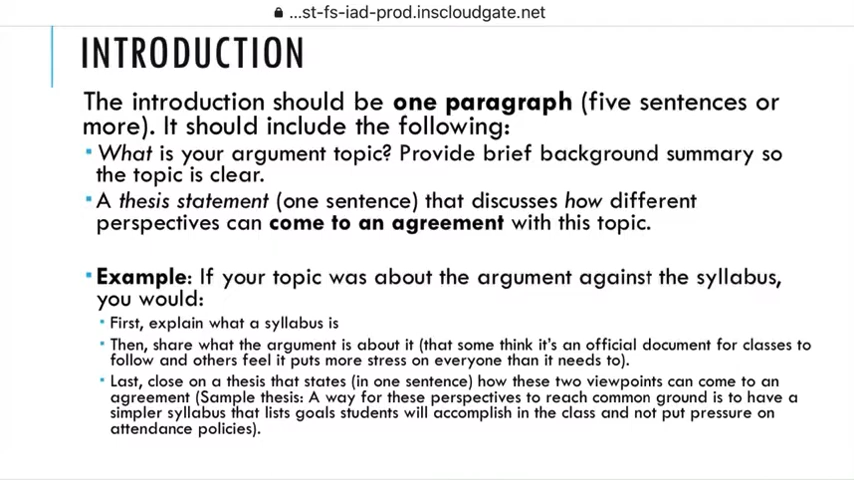 ...st-fs-iad-prod.inscloudgate.net
INTRODUCTION
The introduction should be one paragraph (five sentences or
more). It should include the following:
▪ What is your argument topic? Provide brief background summary so
the topic is clear.
▪ A thesis statement (one sentence) that discusses how different
perspectives can come to an agreement with this topic.
▪ Example: If your topic was about the argument against the syllabus,
you would:
▪ First, explain what a syllabus is
▪ Then, share what the argument is about it (that some think it's an official document for classes to
follow and others feel it puts more stress on everyone than it needs to).
▪ Last, close on a thesis that states (in one sentence) how these two viewpoints can come to an
agreement (Sample thesis: A way for these perspectives to reach common ground is to have a
simpler syllabus that lists goals students will accomplish in the class and not put pressure on
attendance policies).